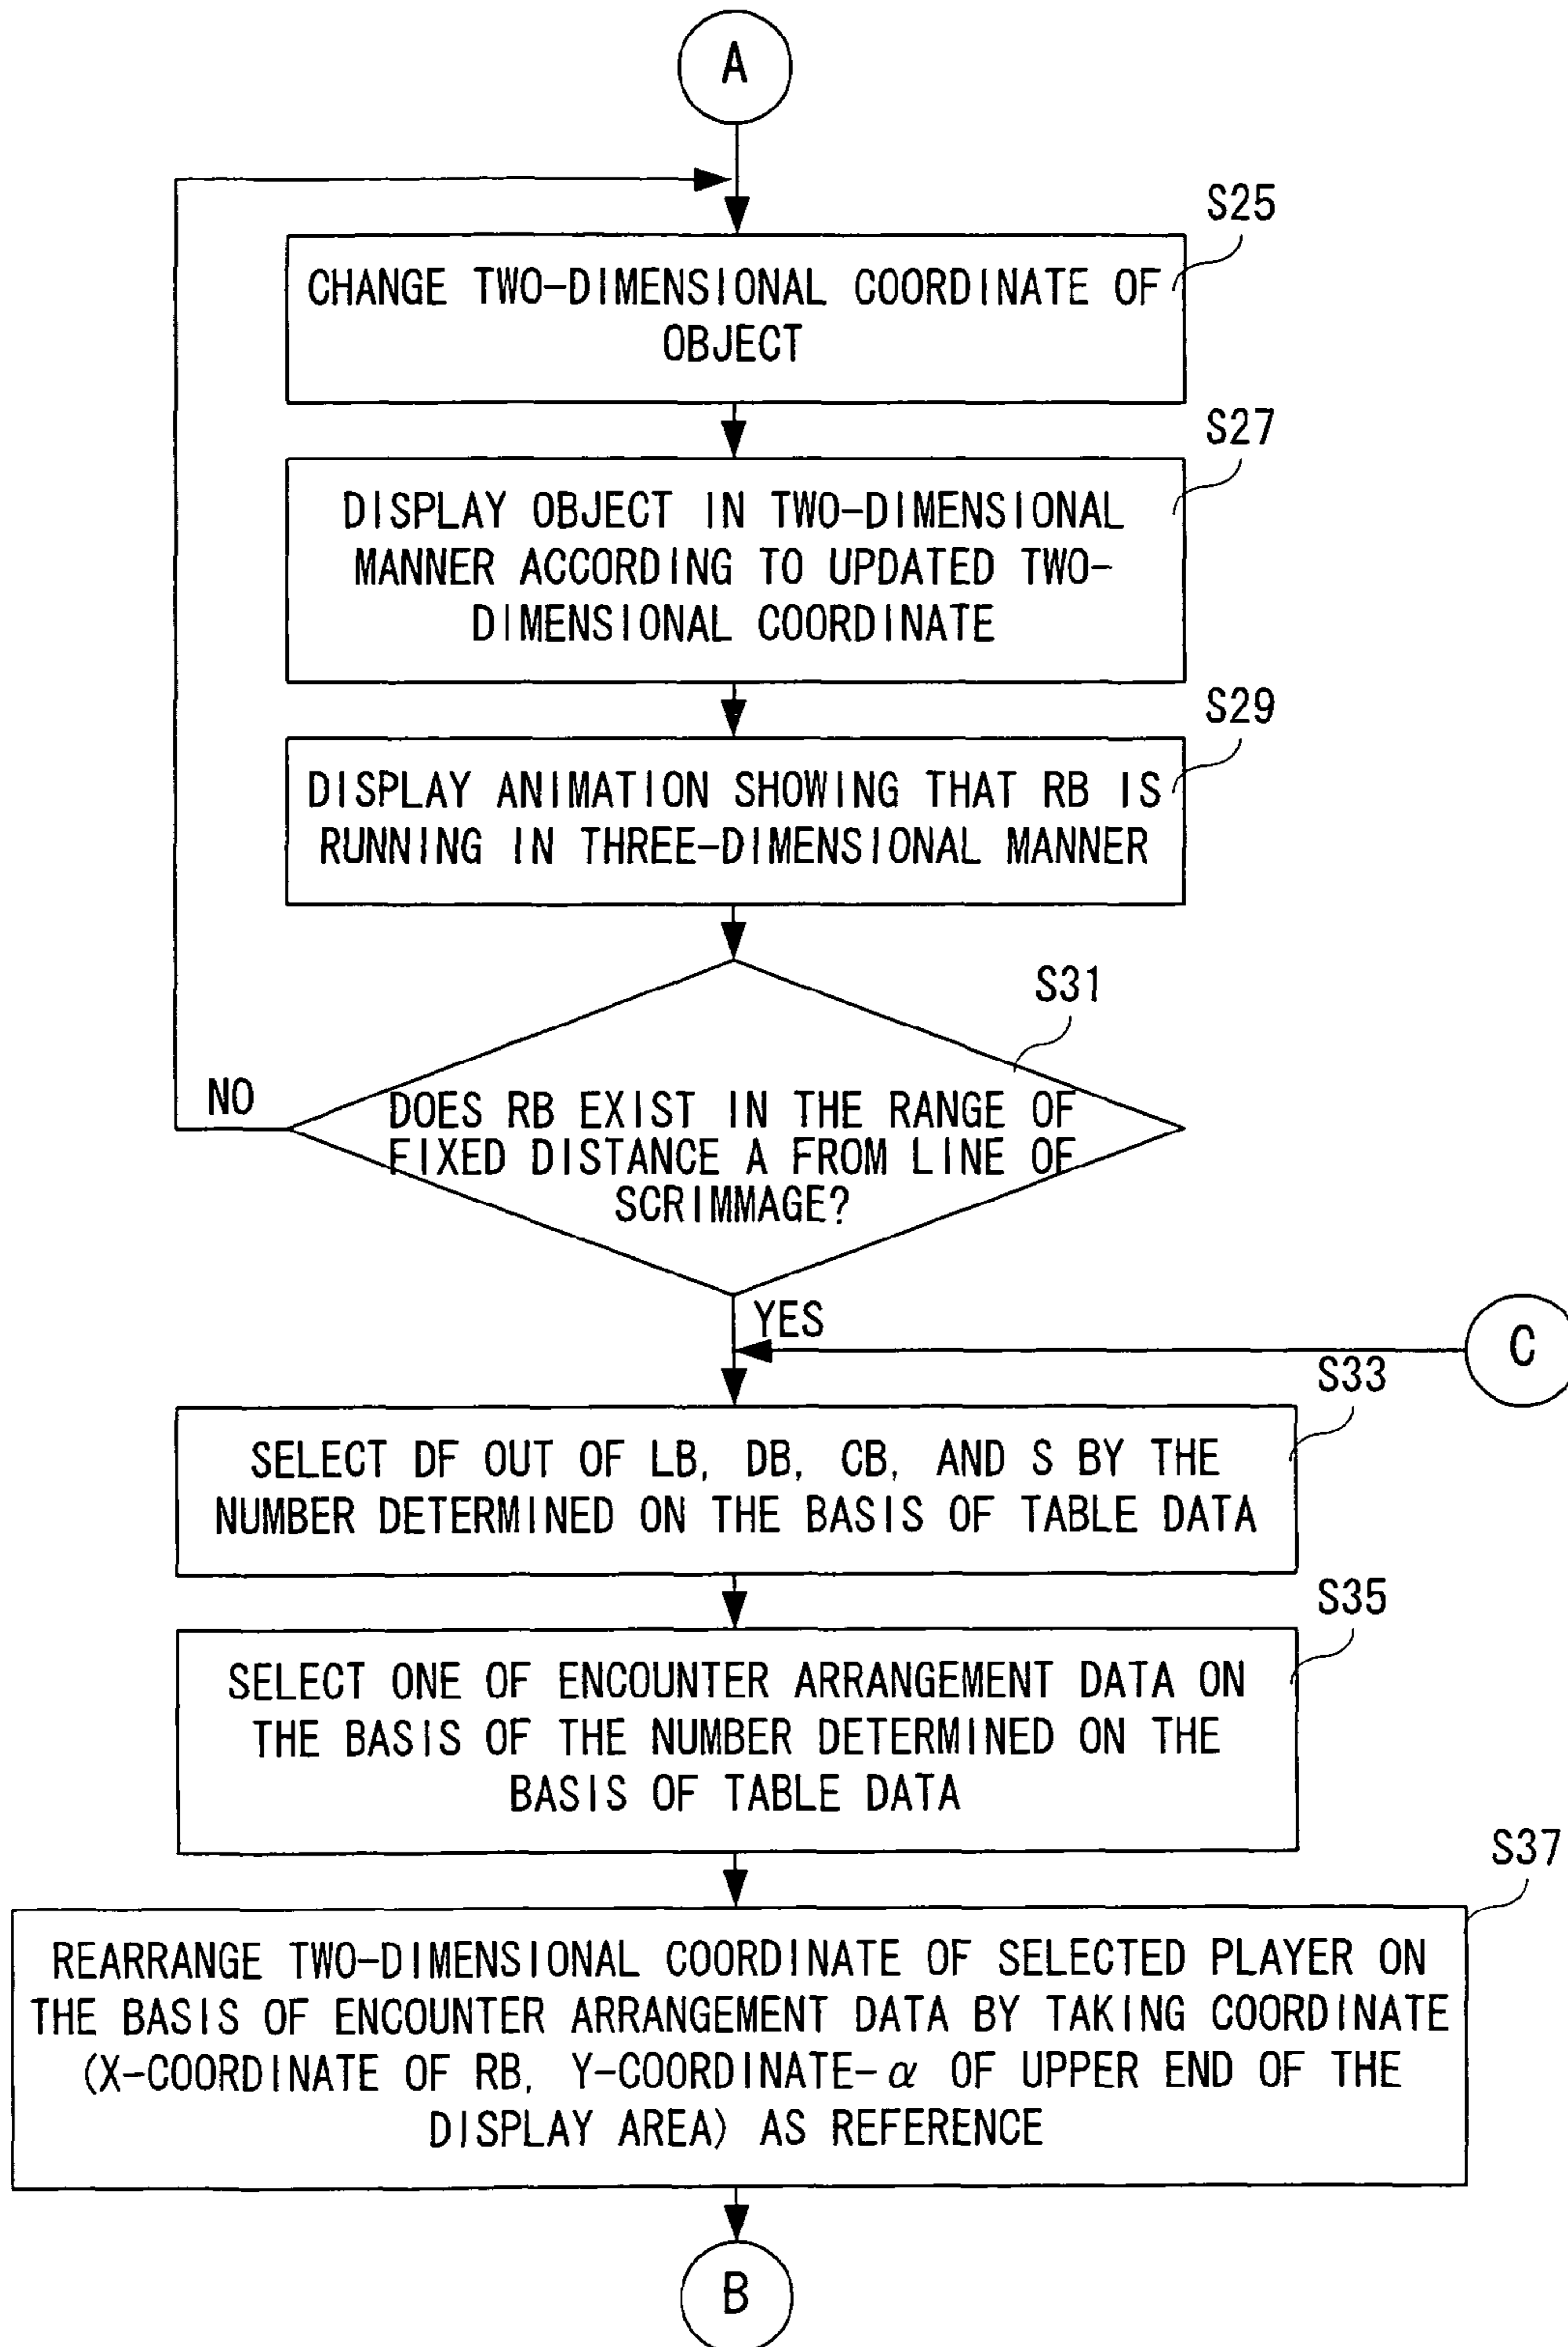 A
S25
CHANGE TWO-DIMENSIONAL COORDINATE OF
OBJECT
S27
DISPLAY OBJECT IN TWO-DIMENSIONAL
MANNER ACCORDING TO UPDATED TWO-
DIMENSIONAL COORDINATE
S29
DISPLAY ANIMATION SHOWING THAT RB IS
RUNNING IN THREE-DIMENSIONAL MANNER
S31
NO
DOES RB EXIST IN THE RANGE OF
FIXED DISTANCE A FROM LINE OF
SCRIMMAGE?
YES
C
S33
SELECT DF OUT OF LB, DB, CB, AND S BY THE
NUMBER DETERMINED ON THE BASIS OF TABLE DATA
S35
SELECT ONE OF ENCOUNTER ARRANGEMENT DATA ON
THE BASIS OF THE NUMBER DETERMINED ON THE
BASIS OF TABLE DATA
S37
REARRANGE TWO-DIMENSIONAL COORDINATE OF SELECTED PLAYER ON
THE BASIS OF ENCOUNTER ARRANGEMENT DATA BY TAKING COORDINATE
(X-COORDINATE OF RB, Y-COORDINATE-α OF UPPER END OF THE
DISPLAY AREA) AS REFERENCE
B